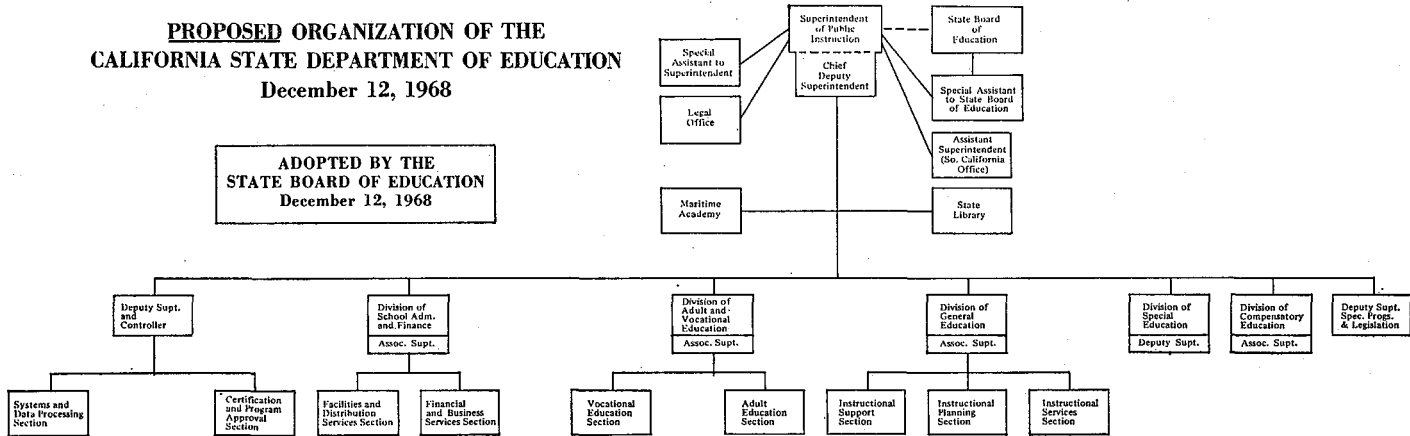 PROPOSED ORGANIZATION OF THE
CALIFORNIA STATE DEPARTMENT OF EDUCATION
December 12, 1968
ADOPTED BY THE
STATE BOARD OF EDUCATION
December 12, 1968
Superintendent
of Public
Instruction
Chief
Deputy
Superintendent
State Board
of
Education
Special
Assistant to
Superintendent
Legal
Office
Special Assistant
to State Board
of Education
Assistant
Superintendent
(So. California
Office)
Maritime
Academy
State
Library
Deputy Supt.
and
Controller
Division of
School Adm.
and Finance
Assoc. Supt.
Division of
Adult and
Vocational
Education
Assoc. Supt.
Division of
General
Education
Assoc. Supt.
Division of
Special
Education
Deputy Supt.
Division of
Compensatory
Education
Assoc. Supt.
Deputy Supt.
Spec. Progs.
& Legislation
Systems and
Data Processing
Section
Certification
and Program
Approval
Section
Facilities and
Distribution
Services Section
Financial
and Business
Services Section
Vocational
Education
Section
Adult
Education
Section
Instructional
Support
Section
Instructional
Planning
Section
Instructional
Services
Section